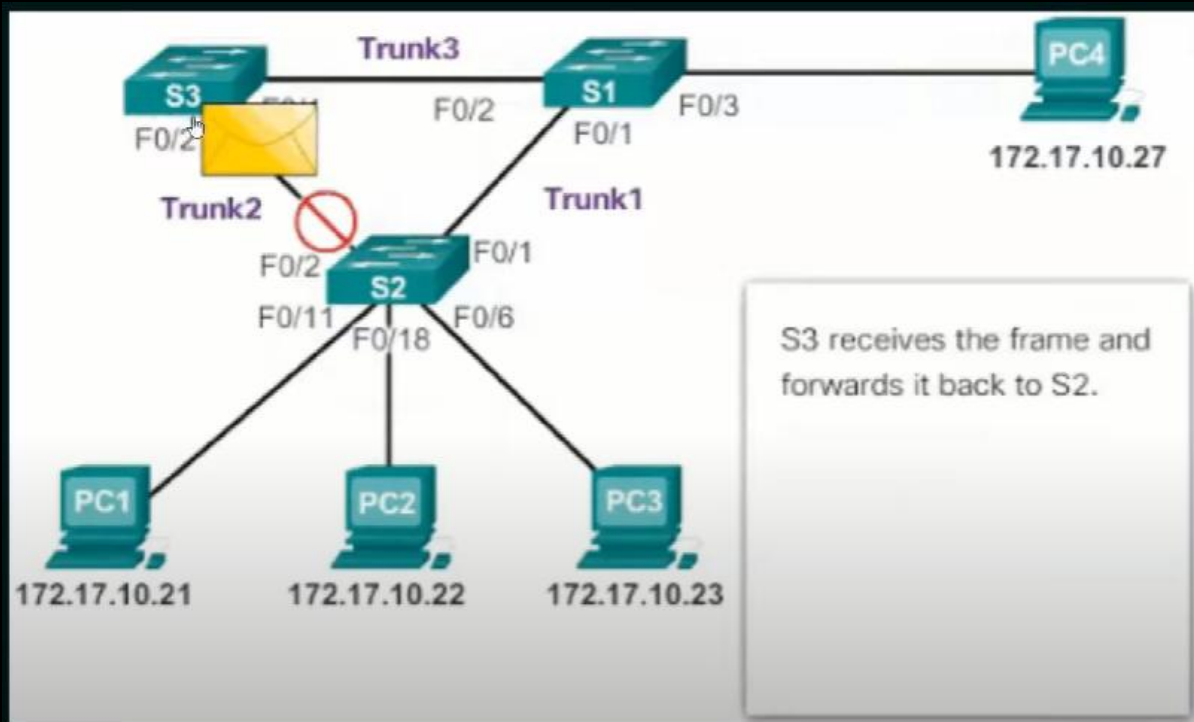 Trunk3
S3
S1
PC4
F0/2
F0/3
F0/2
F0/1
172.17.10.27
Trunk2
Trunk1
F0/2
F0/1
S2
F0/11
F0/18
F0/6
S3 receives the frame and
forwards it back to S2.
PC1
PC2
PC3
172.17.10.21
172.17.10.22
172.17.10.23